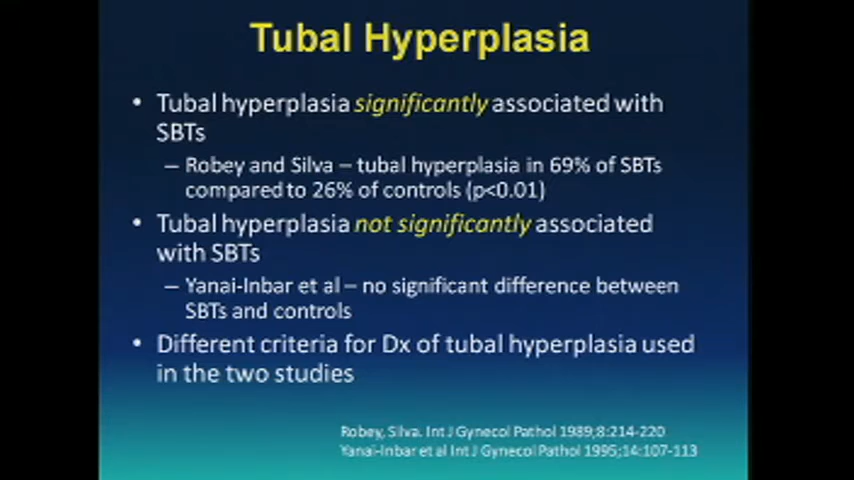 Tubal Hyperplasia
• Tubal hyperplasia significantly associated with
SBTs
– Robey and Silva – tubal hyperplasia in 69% of SBTs
compared to 26% of controls (p<0.01)
• Tubal hyperplasia not significantly associated
with SBTs
– Yanai-Inbar et al – no significant difference between
SBTs and controls
• Different criteria for Dx of tubal hyperplasia used
in the two studies
Robey, Silva. Int J Gynecol Pathol 1989;8:214-220
Yanai-Inbar et al Int J Gynecol Pathol 1995;14:107-113